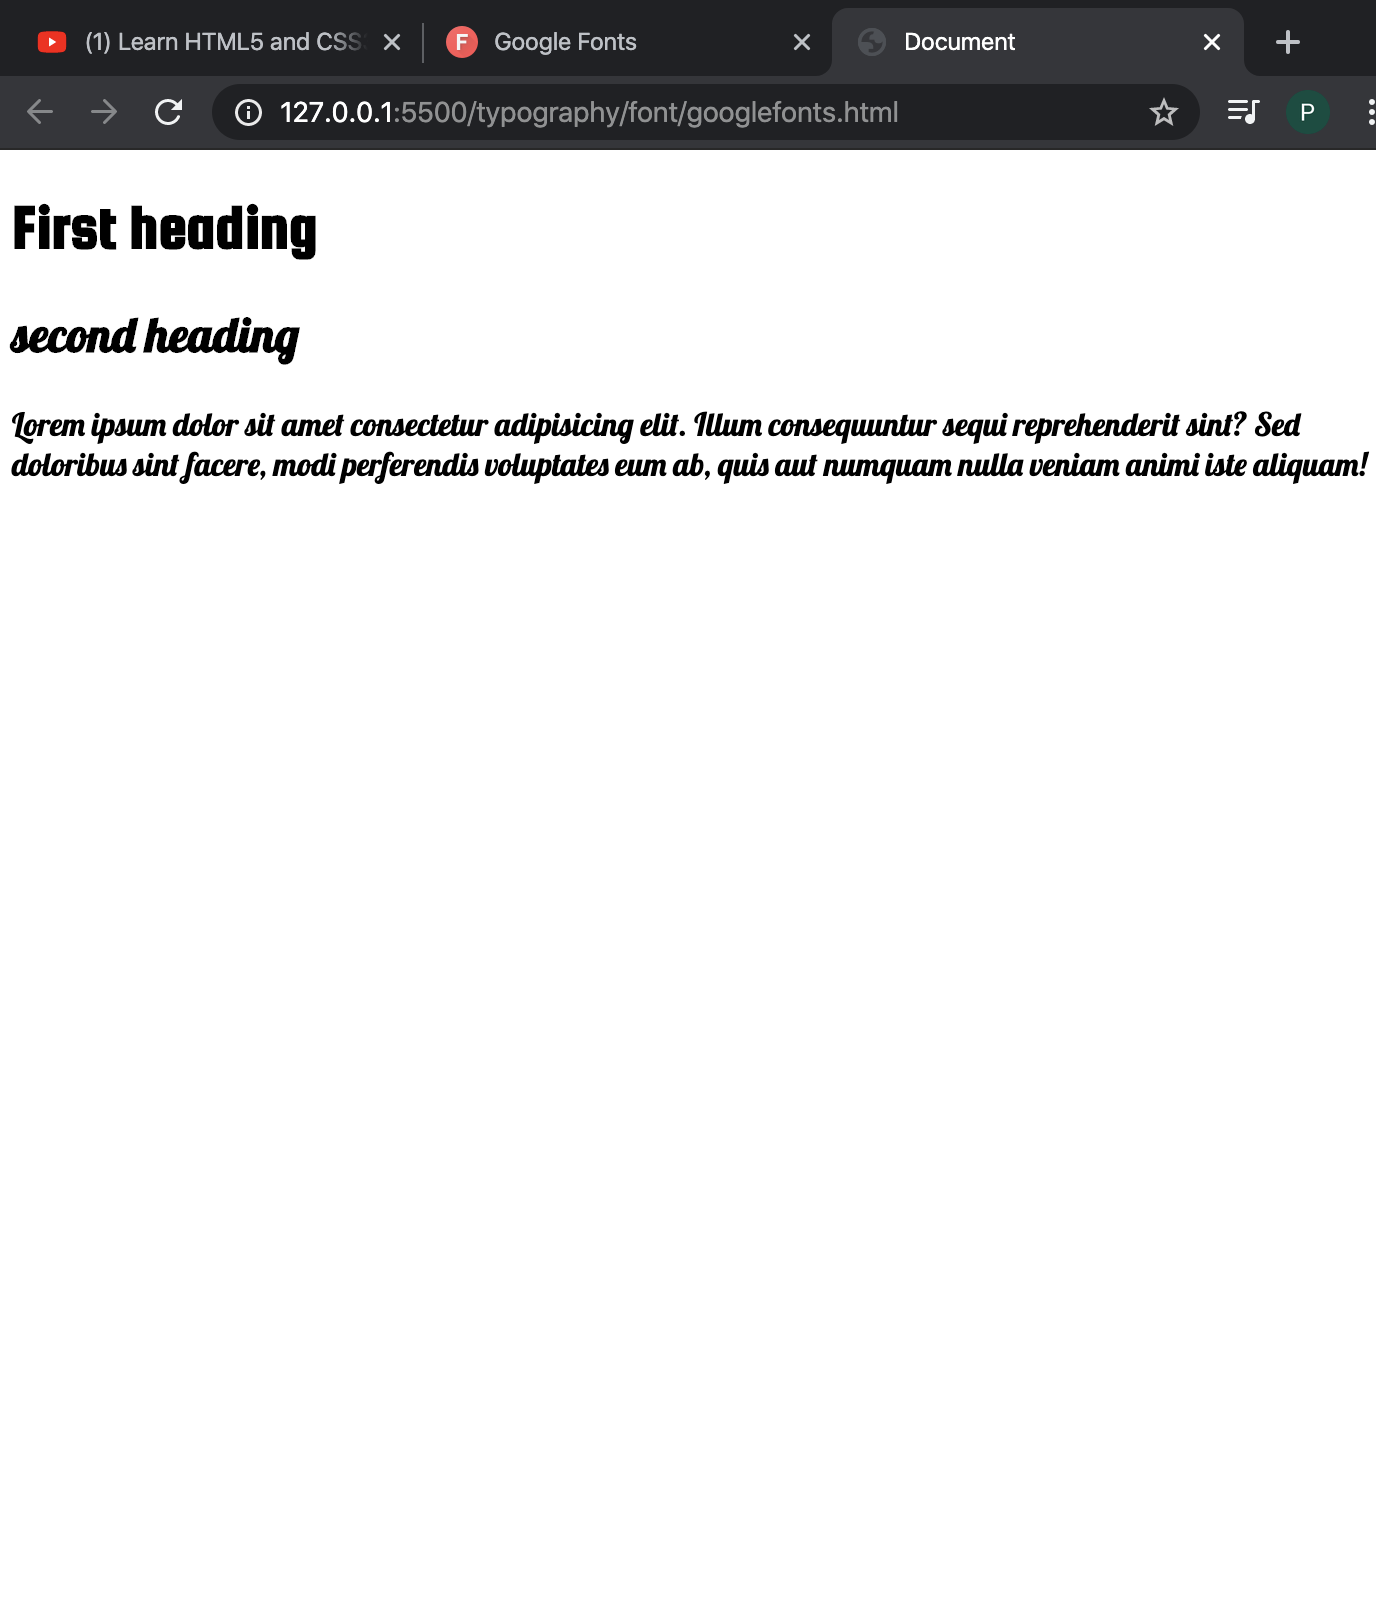 (1) Learn HTML5 and CSS
Google Fonts
Document
127.0.0.1:5500/typography/font/googlefonts.html
P
First heading
second heading
Lorem ipsum dolor sit amet consectetur adipisicing elit. Illum consequuntur sequi reprehenderit sint? Sed
doloribus sint facere, modi perferendis voluptates eum ab, quis aut numquam nulla veniam animi iste aliquam!